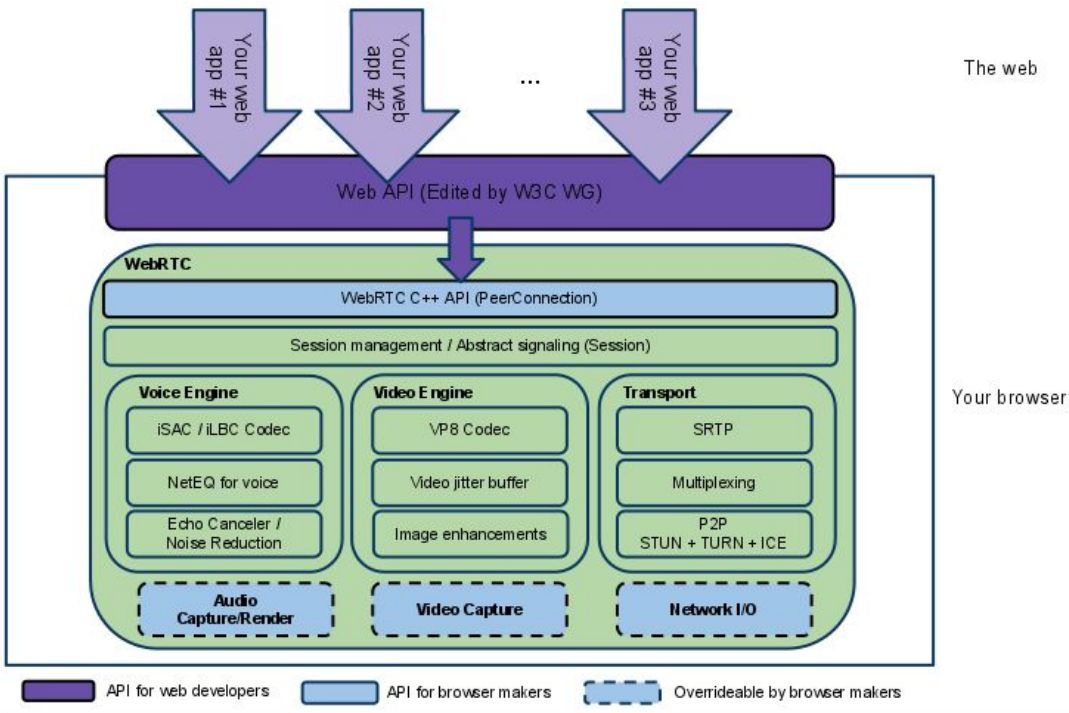 Your web
app #1
Your web
app #2
...
Your web
app #3
The web
Web API (Edited by W3C WG)
WebRTC
WebRTC C++ API (PeerConnection)
Session management / Abstract signaling (Session)
Your browser
Voice Engine
iSAC / iLBC Codec
NetEQ for voice
Echo Canceler /
Noise Reduction
Video Engine
VP8 Codec
Video jitter buffer
Image enhancements
Transport
SRTP
Multiplexing
P2P
STUN + TURN + ICE
Audio
Capture/Render
Video Capture
Network I/O
API for web developers
API for browser makers
Overrideable by browser makers